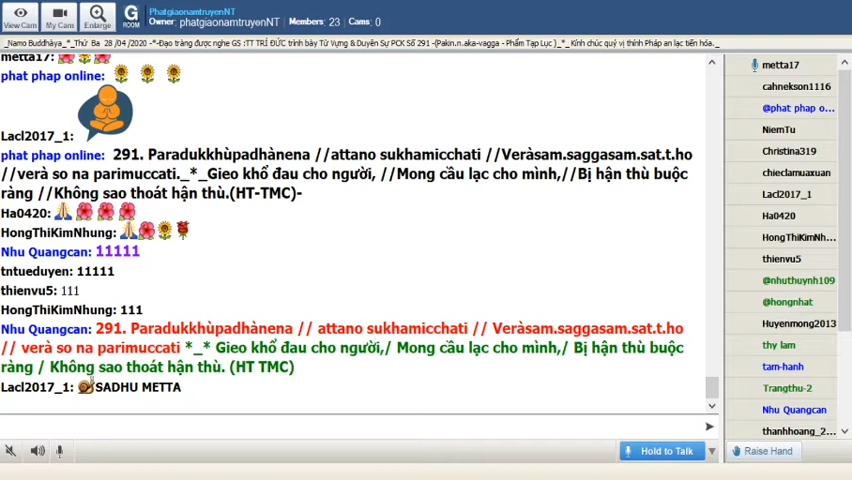 View Cam
My Cams
Enlarge
G
ROOM
PhatgiaonamtruyenNT
Owner: phatgiaonamtruyenNT Members: 23 Cams: 0
_Namo Buddhàya_*_Thứ Ba 28 /04 /2020 -*-Đạo tràng được nghe GS :TT TRÍ ĐỨC trình bày Từ Vựng & Duyên Sự PCK Số 291 -(Pakin.n.aka-vagga - Phẩm Tạp Lục )_*_ Kính chúc quý vị thính Pháp an lạc tiến hóa._
metta17:
phat phap online:
Lacl2017_1:
phat phap online: 291. Paradukkhùpadhànena //attano sukhamicchati //Veràsam.saggasam.sat.t.ho
//verà so na parimuccati._*_Gieo khổ đau cho người, //Mong cầu lạc cho mình,//Bị hận thù buộc
ràng //Không sao thoát hận thù.(HT-TMC)-
Ha0420:
HongThiKimNhung:
Nhu Quangcan: 11111
tntueduyen: 11111
thienvu5: 111
HongThiKimNhung: 111
Nhu Quangcan: 291. Paradukkhùpadhànena // attano sukhamicchati // Veràsam.saggasam.sat.t.ho
// verà so na parimuccati *_* Gieo khổ đau cho người,/ Mong cầu lạc cho mình,/ Bị hận thù buộc
ràng / Không sao thoát hận thù. (HT TMC)
Lacl2017_1: SADHU METTA
Hold to Talk
metta17
cahnekson1116
@phat phap o...
NiemTu
Christina319
chieclamuaxuan
Lacl2017_1
Ha0420
HongThiKimNh...
thienvu5
@nhuthuynh109
@hongnhat
Huyenmong2013
thy lam
tam-hanh
Trangthu-2
Nhu Quangcan
thanhhoang_2...
Raise Hand